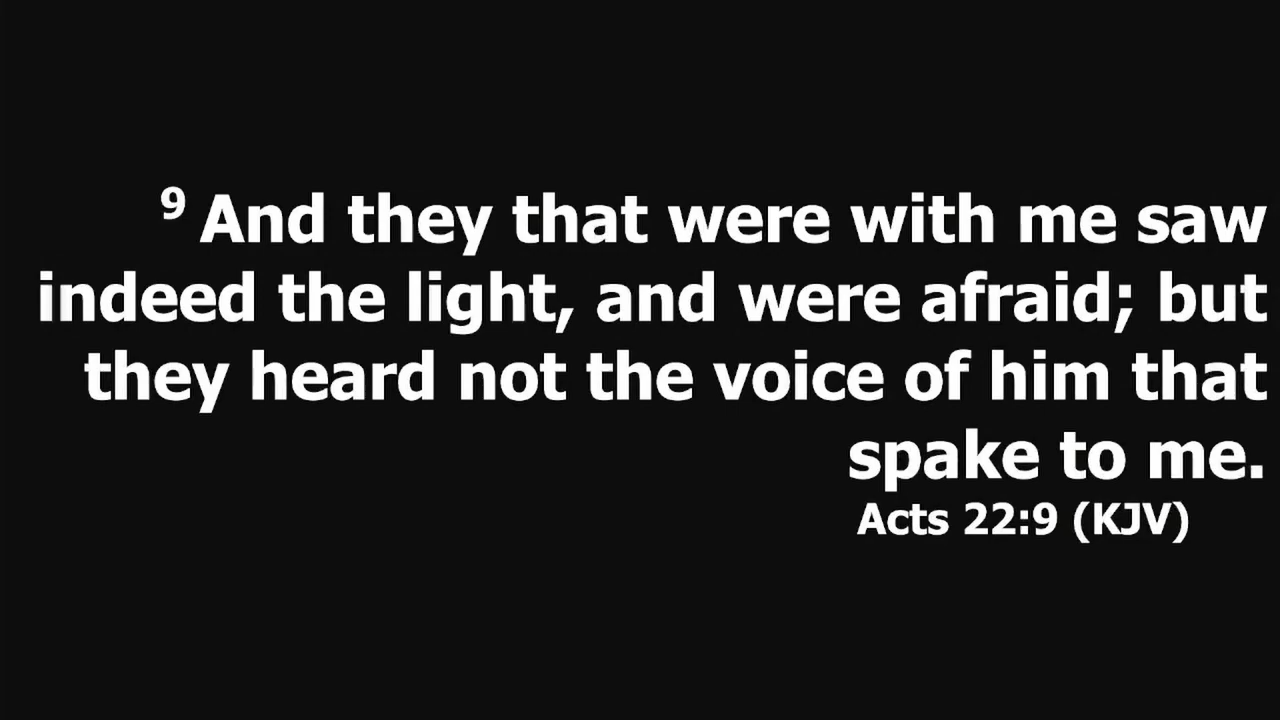 9 And they that were with me saw
indeed the light, and were afraid; but
they heard not the voice of him that
spake to me.
Acts 22:9 (KJV)